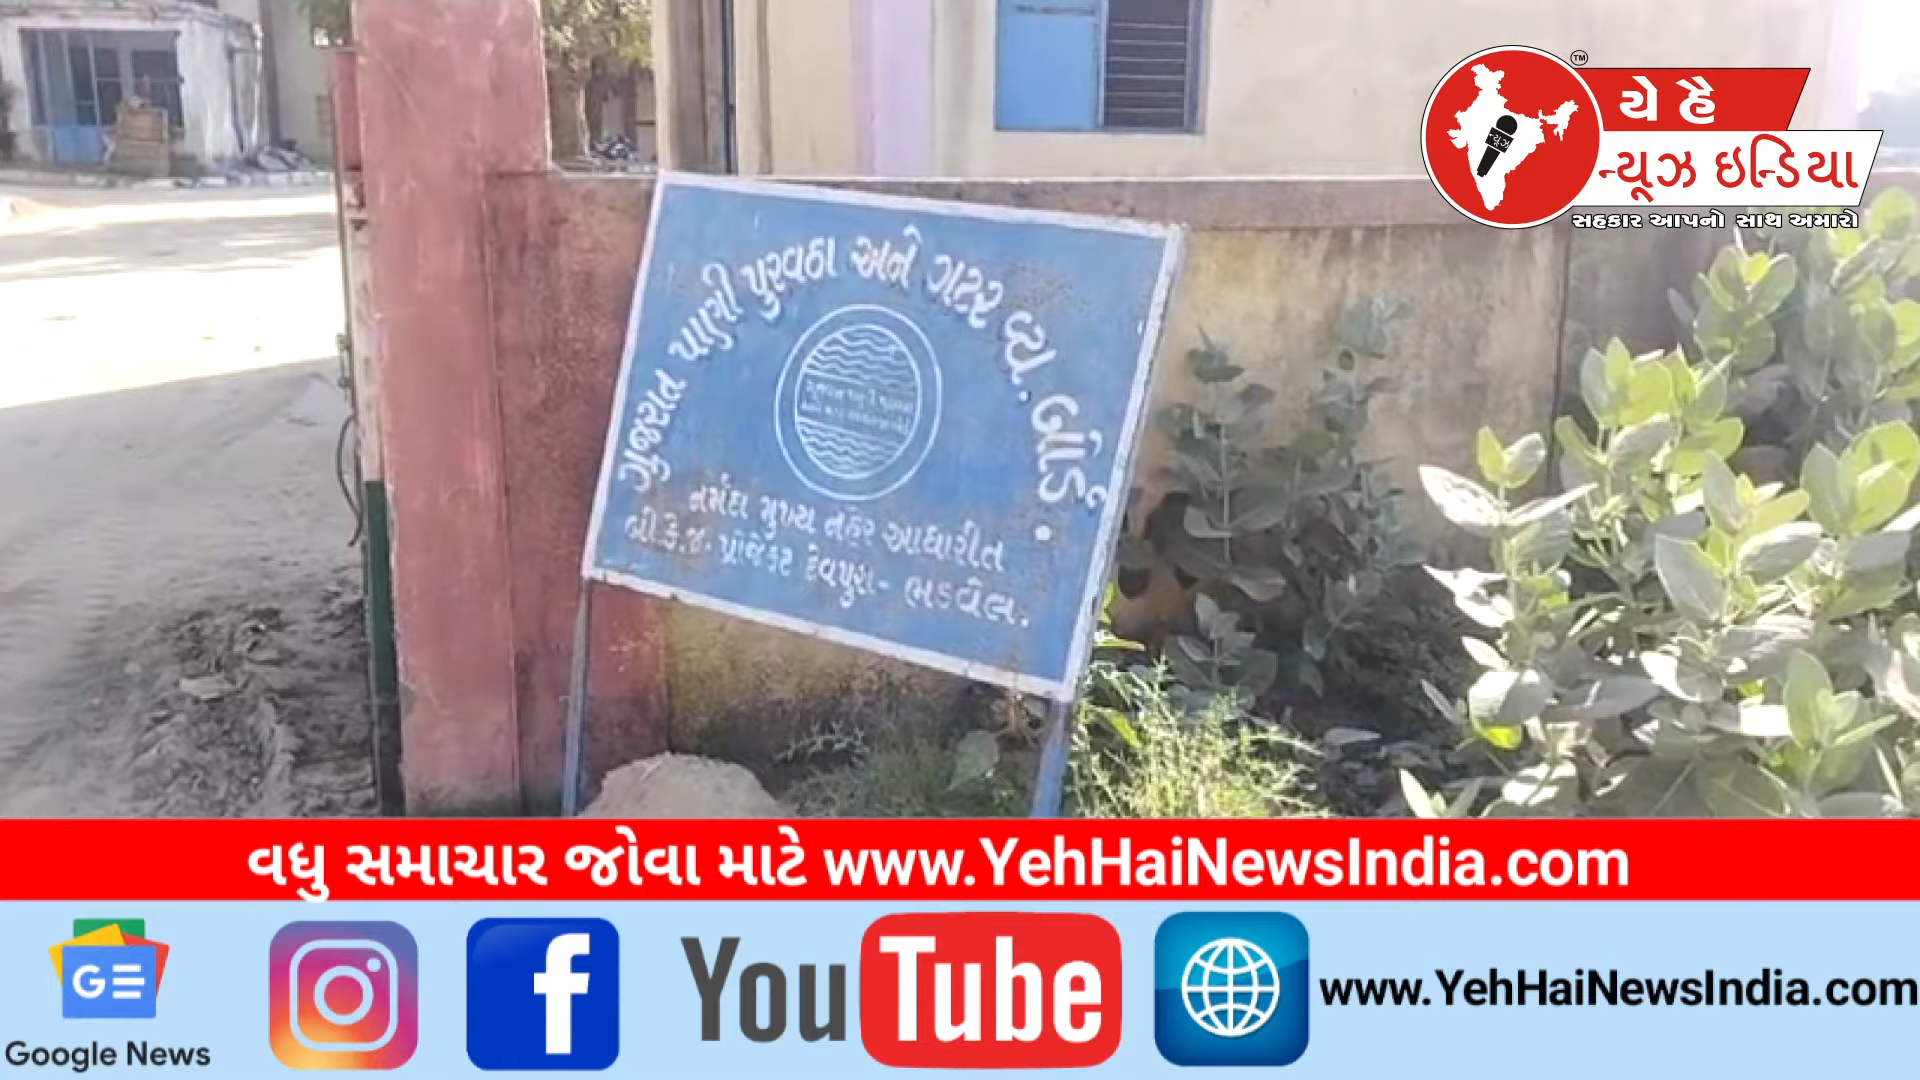 ™
યે હૈ
ન્યૂઝ
ન્યૂઝ ઇન્ડિયા
સહકાર આપનો સાથ અમારો
ગુજરાત પાણી પુરવઠા અને ગટર વ્ય. બોર્ડ.
નર્મદા મુખ્ય નહેર આધારીત
બી.કે.જ. પ્રોજેક્ટ દેવપુરા - ભડવેલ.
વધુ સમાચાર જોવા માટે www.YehHaiNewsIndia.com
Google News
YouTube
www.YehHaiNewsIndia.com